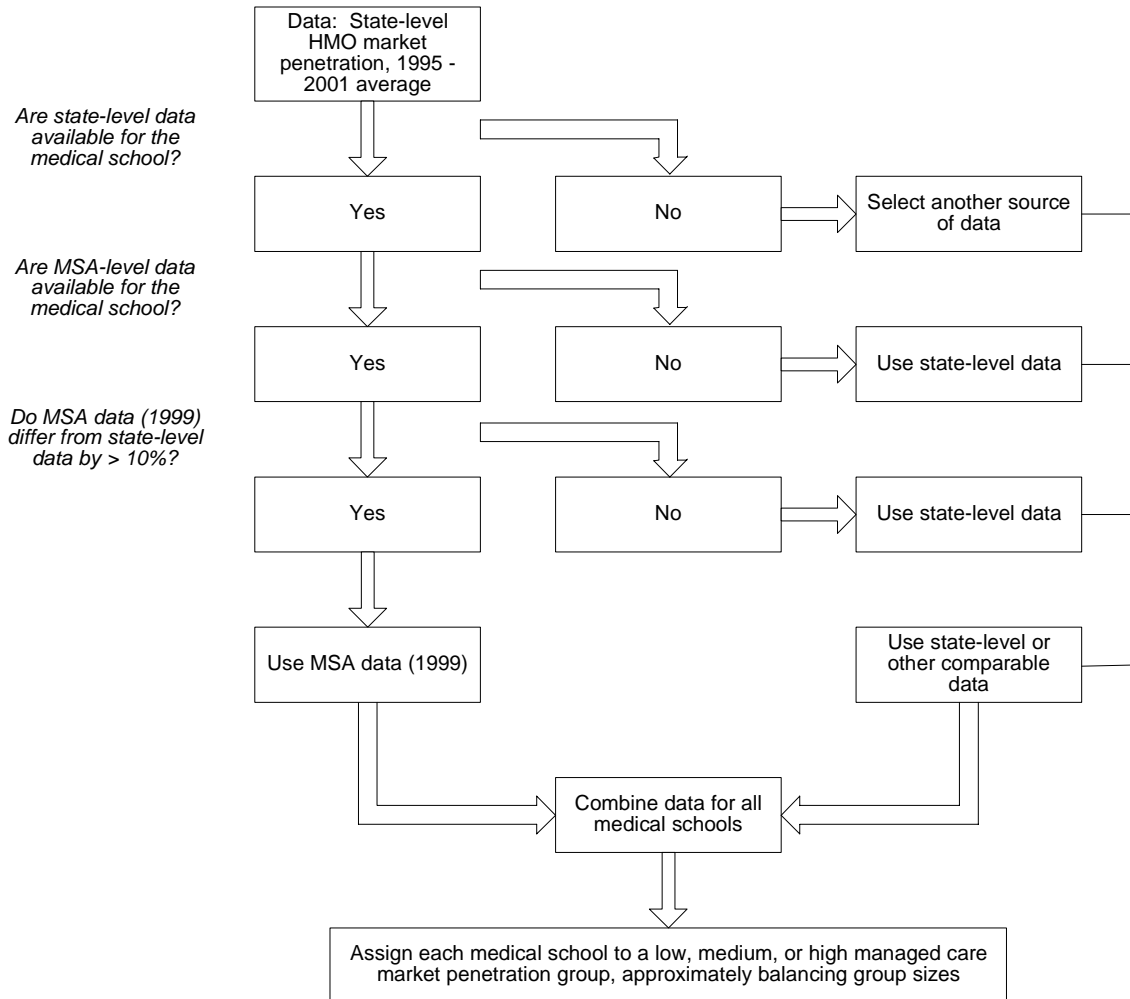 Data: State-level
HMO market
penetration, 1995 -
2001 average
Are state-level data
available for the
medical school?
Yes
No
Select another source
of data
Are MSA-level data
available for the
medical school?
Yes
No
Use state-level data
Do MSA data (1999)
differ from state-level
data by > 10%?
Yes
No
Use state-level data
Use MSA data (1999)
Use state-level or
other comparable
data
Combine data for all
medical schools
Assign each medical school to a low, medium, or high managed care
market penetration group, approximately balancing group sizes